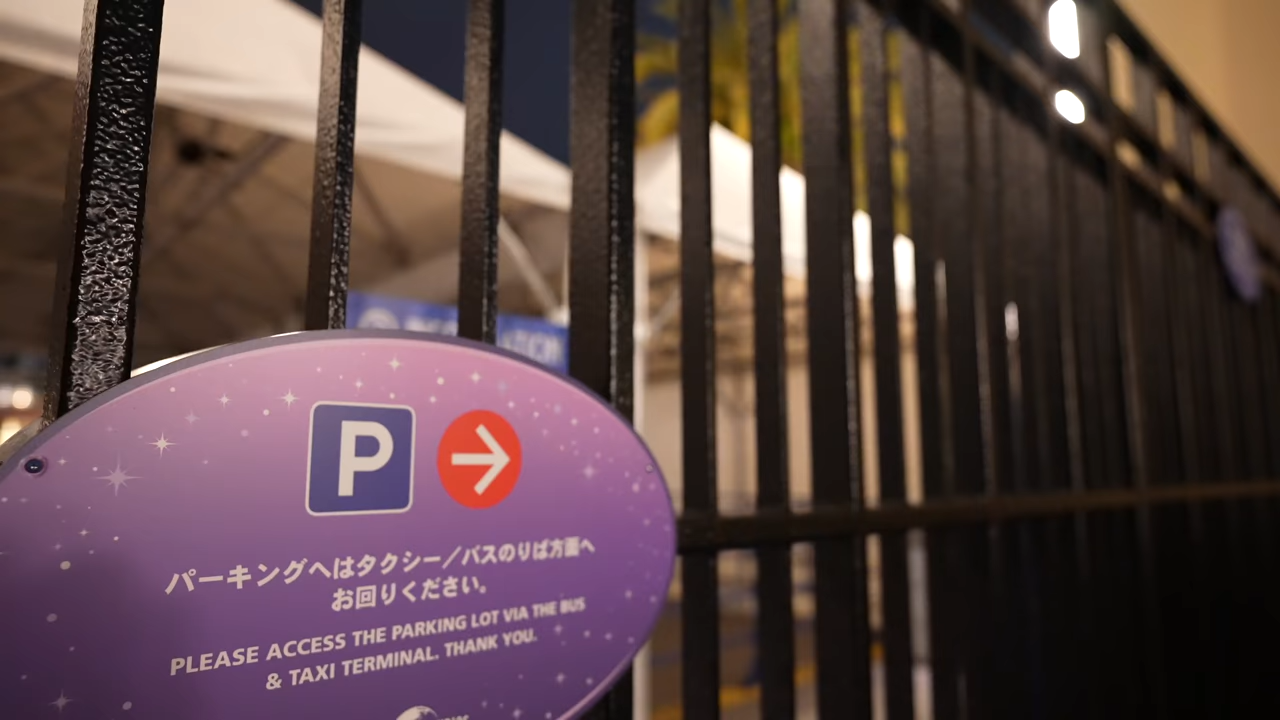 P
パーキングへはタクシー／バスのりば方面へ
お回りください。
PLEASE ACCESS THE PARKING LOT VIA THE BUS
& TAXI TERMINAL. THANK YOU.